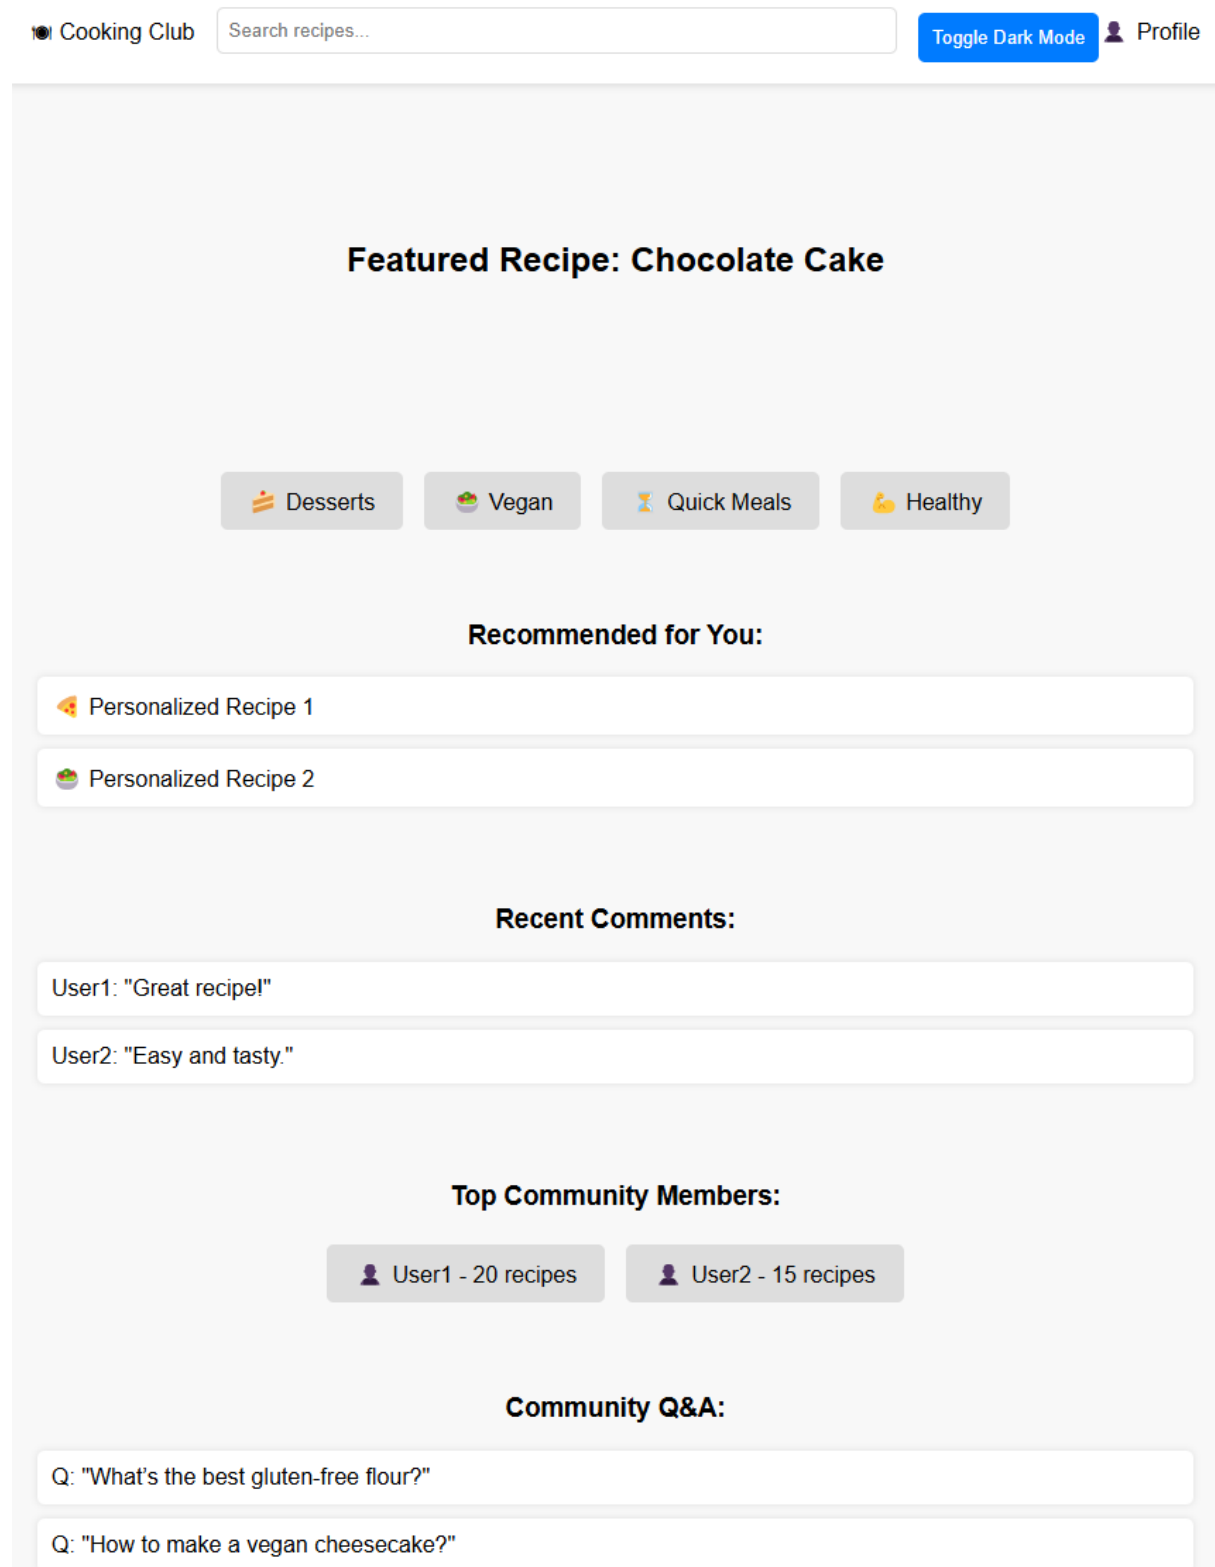 🍽 Cooking Club
Search recipes...
Toggle Dark Mode
👤 Profile
Featured Recipe: Chocolate Cake
🍰 Desserts
🥗 Vegan
⏳ Quick Meals
💪 Healthy
Recommended for You:
🍕 Personalized Recipe 1
🥗 Personalized Recipe 2
Recent Comments:
User1: "Great recipe!"
User2: "Easy and tasty."
Top Community Members:
👤 User1 - 20 recipes
👤 User2 - 15 recipes
Community Q&A:
Q: "What’s the best gluten-free flour?"
Q: "How to make a vegan cheesecake?"